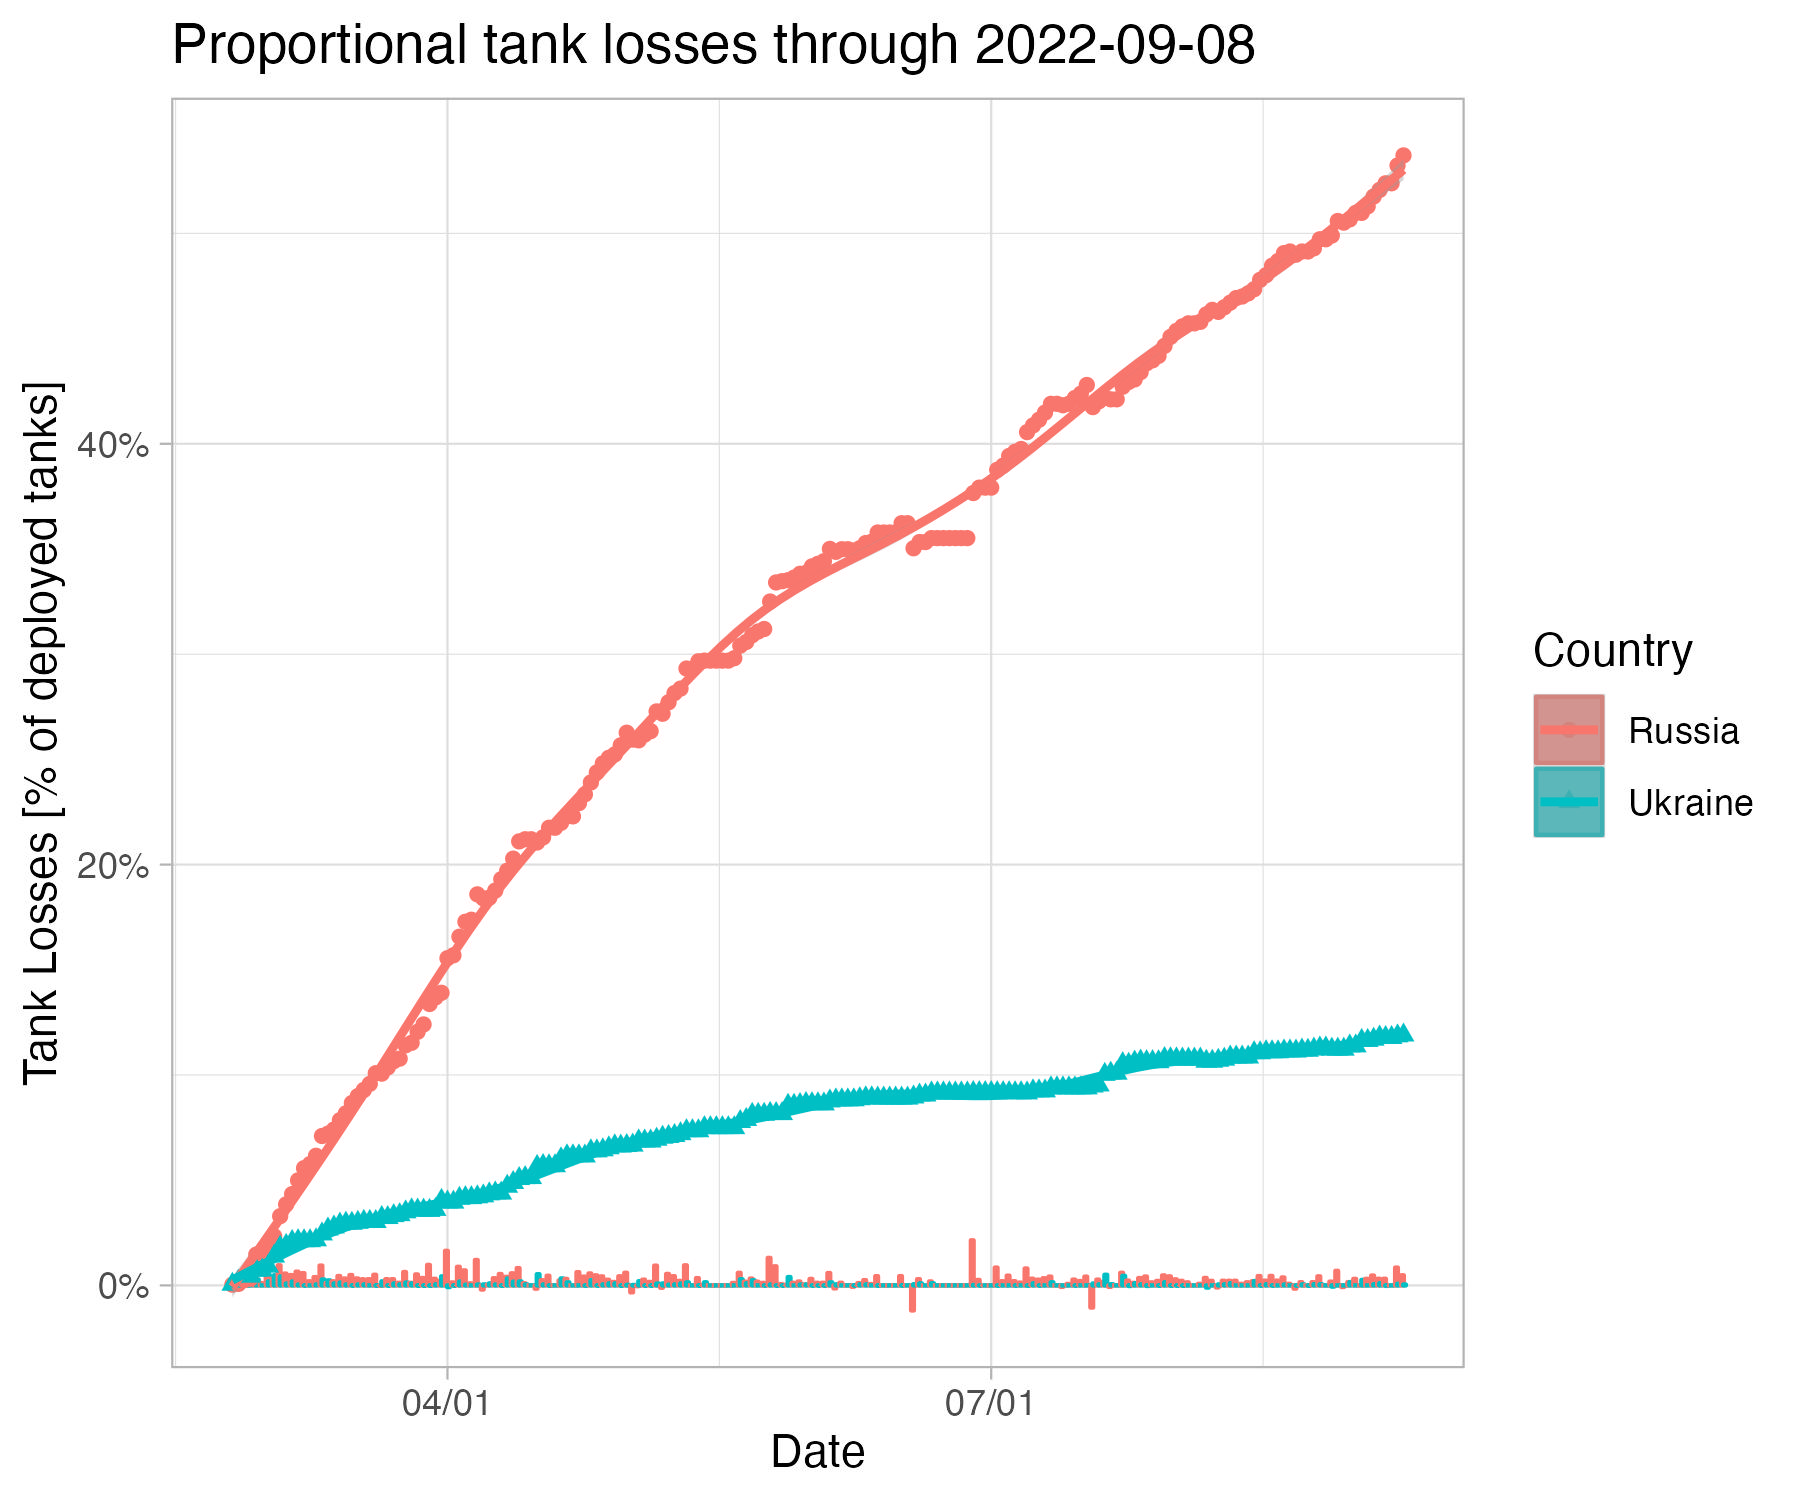 Proportional tank losses through 2022-09-08
Tank Losses [% of deployed tanks]
40%
20%
0%
04/01
07/01
Date
Country
Russia
Ukraine